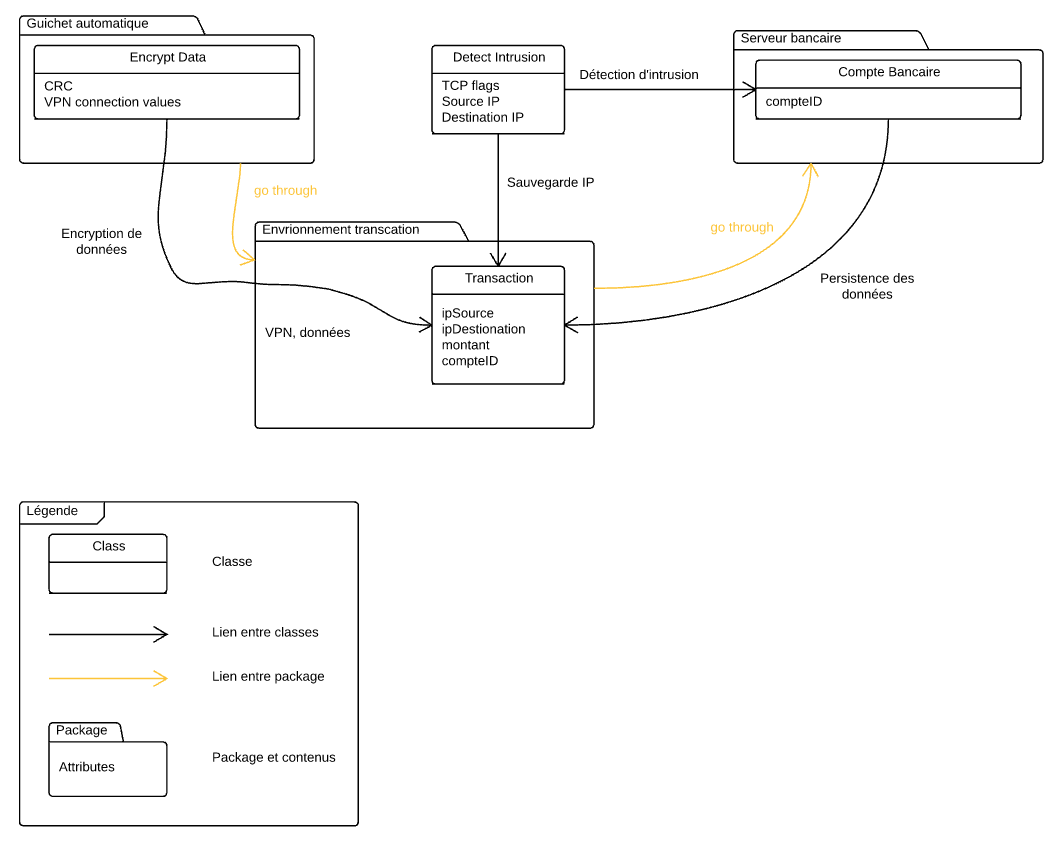 Guichet automatique
Encrypt Data
CRC
VPN connection values
Detect Intrusion
TCP flags
Source IP
Destination IP
Détection d'intrusion
Serveur bancaire
Compte Bancaire
compteID
go through
Sauvegarde IP
Encryption de
données
Envrionnement transcation
go through
Transaction
ipSource
ipDestionation
montant
compteID
VPN, données
Persistence des
données
Légende
Class
Classe
Lien entre classes
Lien entre package
Package
Attributes
Package et contenus